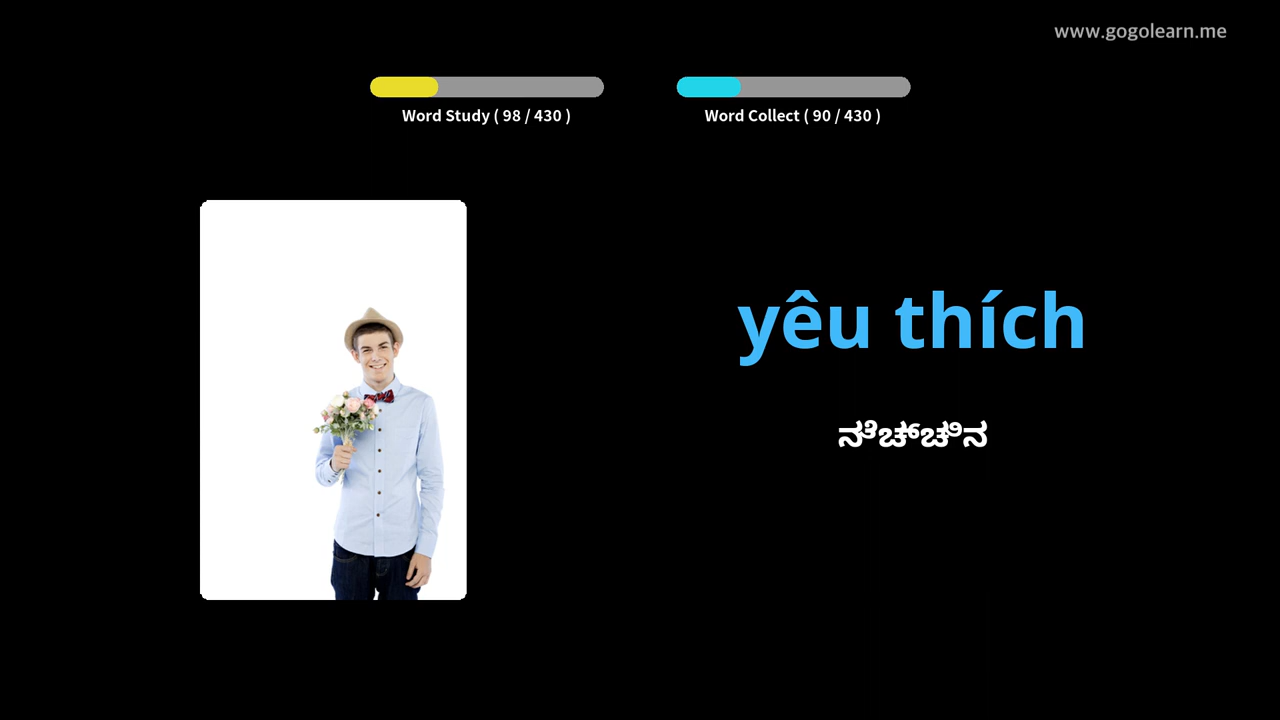 www.gogolearn.me
Word Study ( 98 / 430 )
Word Collect ( 90 / 430 )
yêu thích
ನೆಚ್ಚಿನ